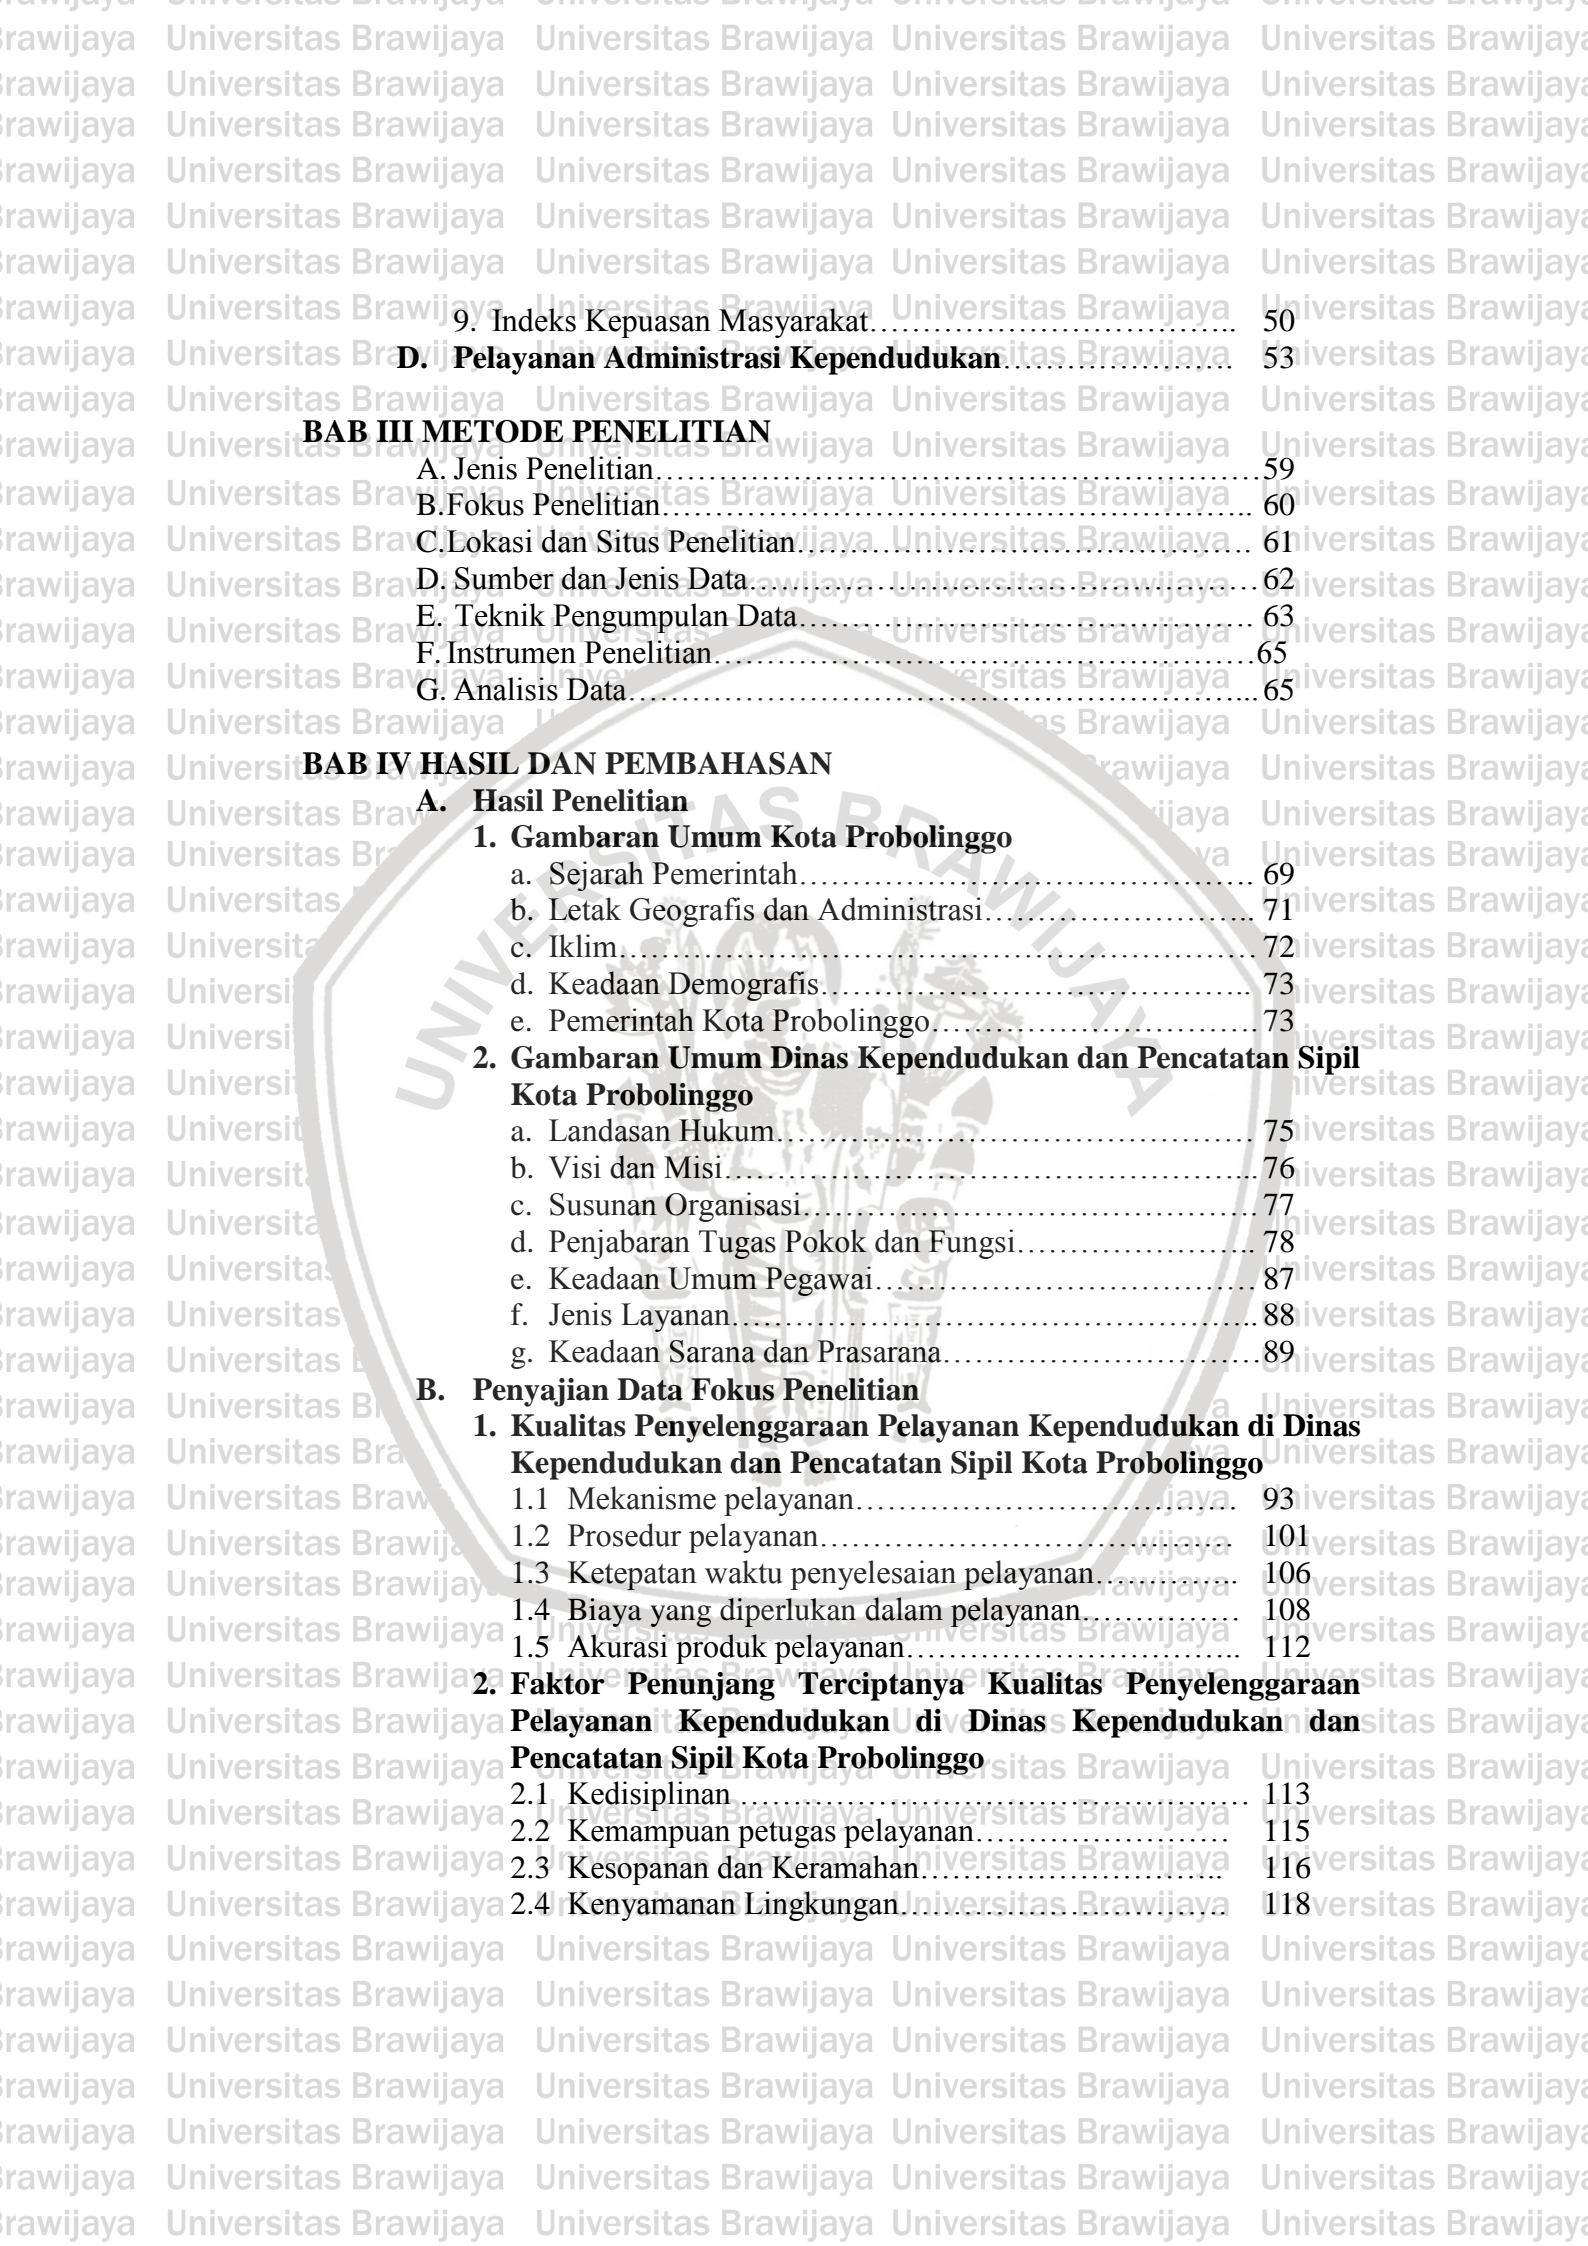 9. Indeks Kepuasan Masyarakat…………………………….. 50
D. Pelayanan Administrasi Kependudukan…………………. 53
BAB III METODE PENELITIAN
A. Jenis Penelitian…………………………………………………59
B.Fokus Penelitian……………………………………………….. 60
C.Lokasi dan Situs Penelitian……………………………………. 61
D. Sumber dan Jenis Data…………………………………………62
E. Teknik Pengumpulan Data……………………………………. 63
F. Instrumen Penelitian……………………………………………65
G. Analisis Data…………………………………………………...65
BAB IV HASIL DAN PEMBAHASAN
A. Hasil Penelitian
1. Gambaran Umum Kota Probolinggo
a. Sejarah Pemerintah……………………………………. 69
b. Letak Geografis dan Administrasi…………………….. 71
c. Iklim……………………………………………………72
d. Keadaan Demografis………………………………….. 73
e. Pemerintah Kota Probolinggo…………………………73
2. Gambaran Umum Dinas Kependudukan dan Pencatatan Sipil
Kota Probolinggo
a. Landasan Hukum……………………………………… 75
b. Visi dan Misi…………………………………………...76
c. Susunan Organisasi…………………………………….77
d. Penjabaran Tugas Pokok dan Fungsi………………….. 78
e. Keadaan Umum Pegawai……………………………… 87
f. Jenis Layanan…………………………………………..88
g. Keadaan Sarana dan Prasarana…………………………89
B. Penyajian Data Fokus Penelitian
1. Kualitas Penyelenggaraan Pelayanan Kependudukan di Dinas
Kependudukan dan Pencatatan Sipil Kota Probolinggo
1.1 Mekanisme pelayanan……………………………… 93
1.2 Prosedur pelayanan………………………………… 101
1.3 Ketepatan waktu penyelesaian pelayanan………….. 106
1.4 Biaya yang diperlukan dalam pelayanan…………… 108
1.5 Akurasi produk pelayanan………………………….. 112
2. Faktor Penunjang Terciptanya Kualitas Penyelenggaraan
Pelayanan Kependudukan di Dinas Kependudukan dan
Pencatatan Sipil Kota Probolinggo
2.1 Kedisiplinan ………………………………………… 113
2.2 Kemampuan petugas pelayanan…………………… 115
2.3 Kesopanan dan Keramahan……………………….. 116
2.4 Kenyamanan Lingkungan………………………… 118
UNIVERSITAS BRAWIJAYA